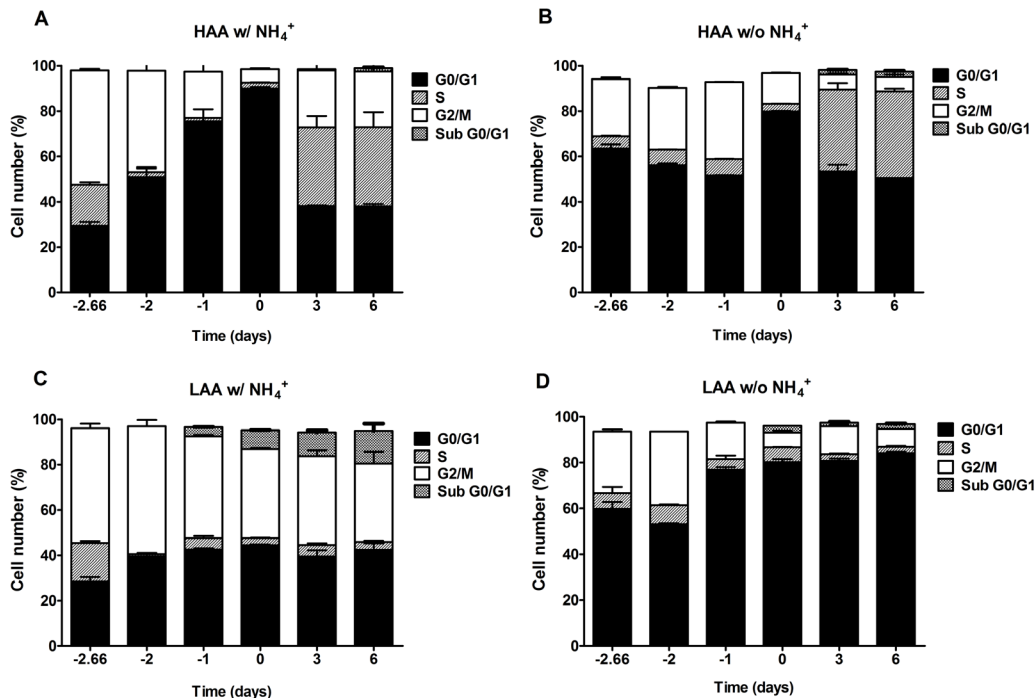 A
HAA w/ NH₄⁺
Cell number (%)
100
80
60
40
20
0
-2.66 -2 -1 0 3 6
Time (days)
G0/G1
S
G2/M
Sub G0/G1
B
HAA w/o NH₄⁺
Cell number (%)
100
80
60
40
20
0
-2.66 -2 -1 0 3 6
Time (days)
G0/G1
S
G2/M
Sub G0/G1
C
LAA w/ NH₄⁺
Cell number (%)
100
80
60
40
20
0
-2.66 -2 -1 0 3 6
Time (days)
G0/G1
S
G2/M
Sub G0/G1
D
LAA w/o NH₄⁺
Cell number (%)
100
80
60
40
20
0
-2.66 -2 -1 0 3 6
Time (days)
G0/G1
S
G2/M
Sub G0/G1